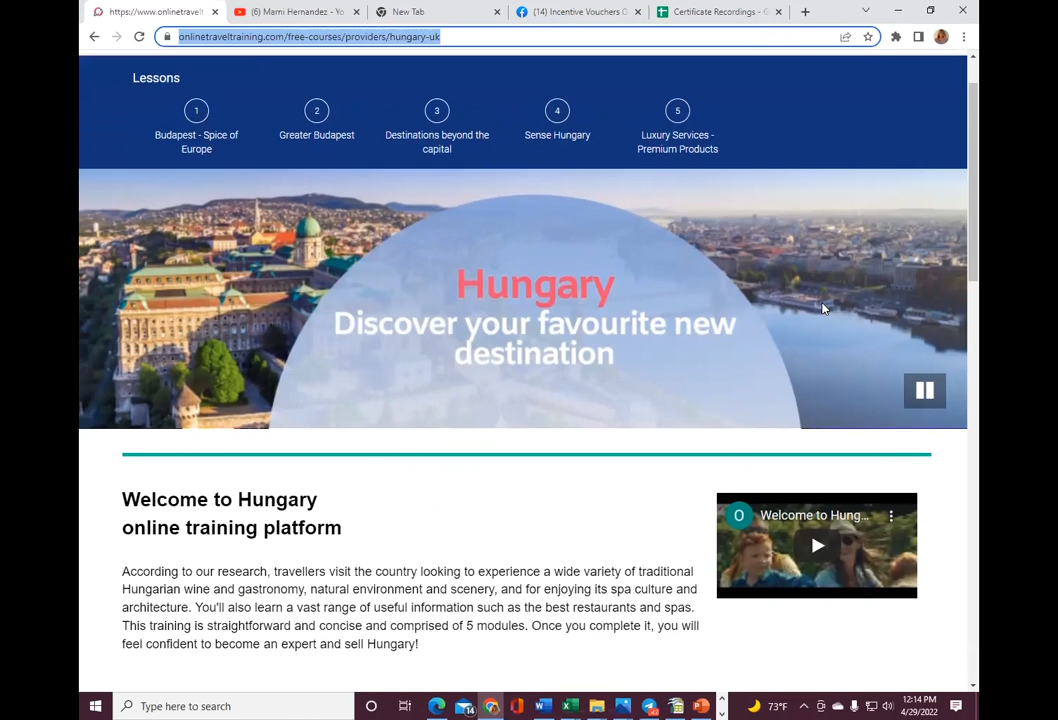 https://www.onlinetravelt
(6) Marni Hernandez - Yo
New Tab
(14) Incentive Vouchers O
Certificate Recordings - G
onlinetraveltraining.com/free-courses/providers/hungary-uk
Lessons
1
2
3
4
5
Budapest - Spice of
Europe
Greater Budapest
Destinations beyond the
capital
Sense Hungary
Luxury Services -
Premium Products
Hungary
Discover your favourite new
destination
Welcome to Hungary
online training platform
O Welcome to Hung...
According to our research, travellers visit the country looking to experience a wide variety of traditional
Hungarian wine and gastronomy, natural environment and scenery, and for enjoying its spa culture and
architecture. You'll also learn a vast range of useful information such as the best restaurants and spas.
This training is straightforward and concise and comprised of 5 modules. Once you complete it, you will
feel confident to become an expert and sell Hungary!
Type here to search
14
73°F
12:14 PM
4/29/2022